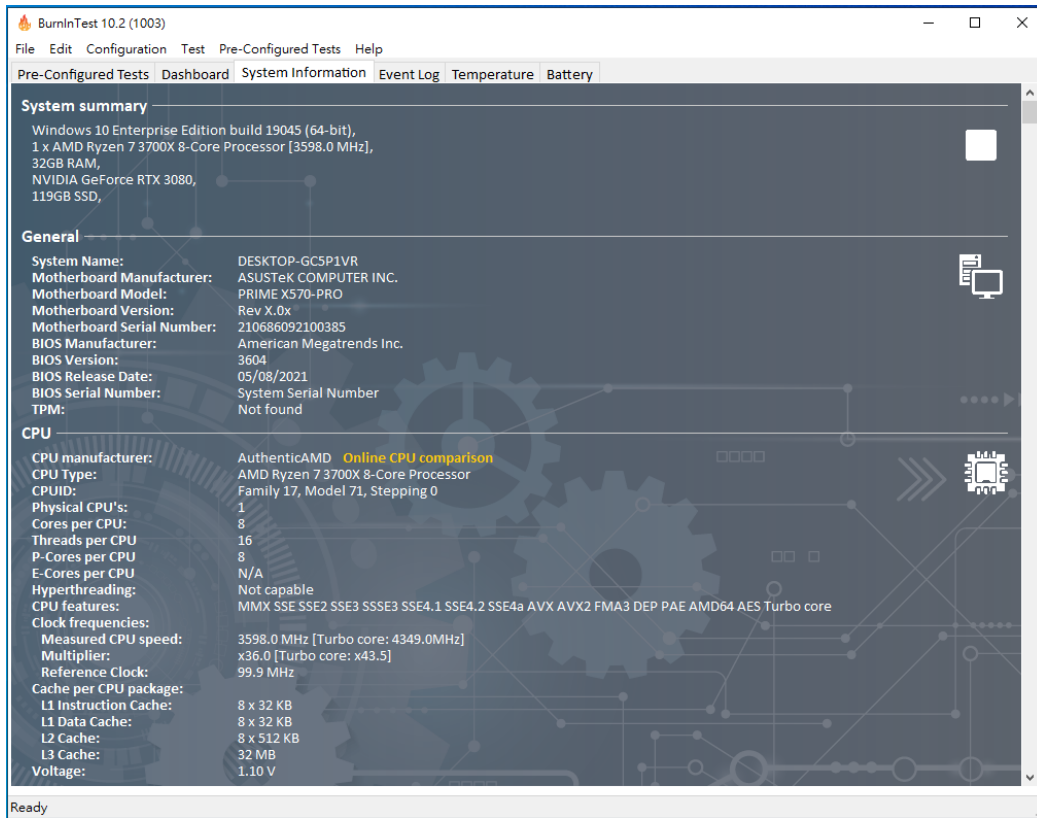 BurnInTest 10.2 (1003)
File Edit Configuration Test Pre-Configured Tests Help
Pre-Configured Tests Dashboard System Information Event Log Temperature Battery
System summary
Windows 10 Enterprise Edition build 19045 (64-bit),
1 x AMD Ryzen 7 3700X 8-Core Processor [3598.0 MHz],
32GB RAM,
NVIDIA GeForce RTX 3080,
119GB SSD,
General
System Name: DESKTOP-GC5P1VR
Motherboard Manufacturer: ASUSTeK COMPUTER INC.
Motherboard Model: PRIME X570-PRO
Motherboard Version: Rev X.0x
Motherboard Serial Number: 210686092100385
BIOS Manufacturer: American Megatrends Inc.
BIOS Version: 3604
BIOS Release Date: 05/08/2021
BIOS Serial Number: System Serial Number
TPM: Not found
CPU
CPU manufacturer: AuthenticAMD Online CPU comparison
CPU Type: AMD Ryzen 7 3700X 8-Core Processor
CPUID: Family 17, Model 71, Stepping 0
Physical CPU's: 1
Cores per CPU: 8
Threads per CPU 16
P-Cores per CPU 8
E-Cores per CPU N/A
Hyperthreading: Not capable
CPU features: MMX SSE SSE2 SSE3 SSSE3 SSE4.1 SSE4.2 SSE4a AVX AVX2 FMA3 DEP PAE AMD64 AES Turbo core
Clock frequencies:
Measured CPU speed: 3598.0 MHz [Turbo core: 4349.0MHz]
Multiplier: x36.0 [Turbo core: x43.5]
Reference Clock: 99.9 MHz
Cache per CPU package:
L1 Instruction Cache: 8 x 32 KB
L1 Data Cache: 8 x 32 KB
L2 Cache: 8 x 512 KB
L3 Cache: 32 MB
Voltage: 1.10 V
Ready